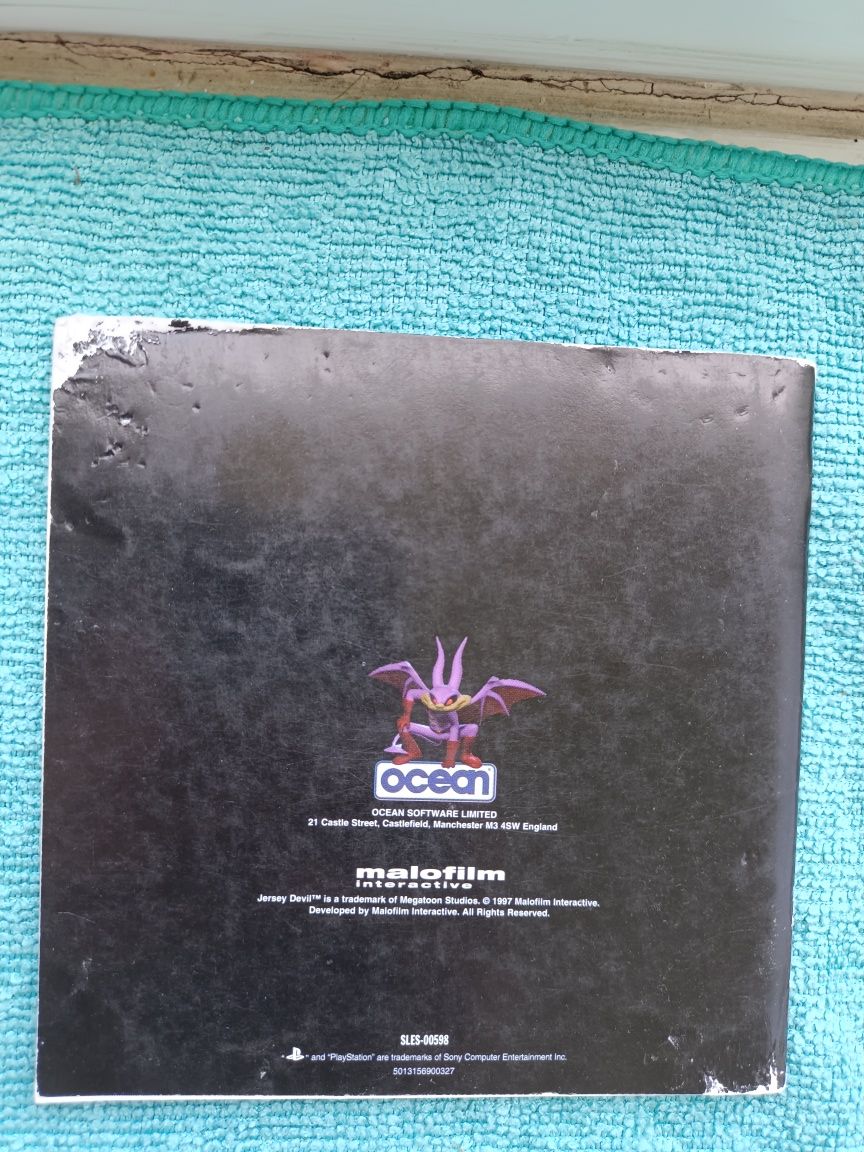 ocean
OCEAN SOFTWARE LIMITED
21 Castle Street, Castlefield, Manchester M3 4SW England
malofilm
interactive
Jersey Devil™ is a trademark of Megatoon Studios. © 1997 Malofilm Interactive.
Developed by Malofilm Interactive. All Rights Reserved.
SLES-00598
" " and "PlayStation" are trademarks of Sony Computer Entertainment Inc.
5013156900327